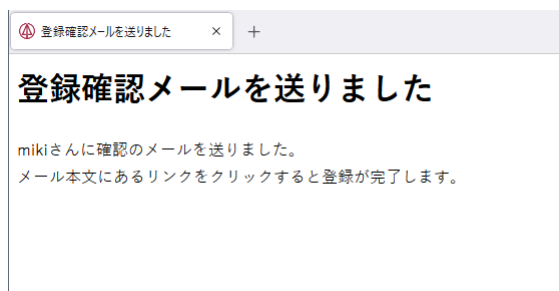 登録確認メールを送りました
登録確認メールを送りました
mikiさんに確認のメールを送りました。
メール本文にあるリンクをクリックすると登録が完了します。